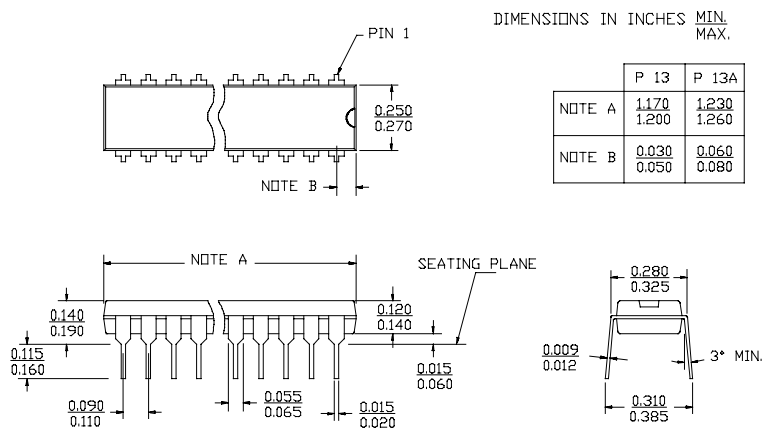 DIMENSIONS IN INCHES MIN.
MAX.
PIN 1
P 13 P 13A
NOTE A 1.170 1.230
1.200 1.260
NOTE B 0.030 0.060
0.050 0.080
0.250
0.270
NOTE B
NOTE A
SEATING PLANE
0.280
0.325
0.140
0.190
0.120
0.140
0.115
0.160
0.015
0.060
0.009
0.012
3° MIN.
0.090
0.110
0.055
0.065
0.015
0.020
0.310
0.385